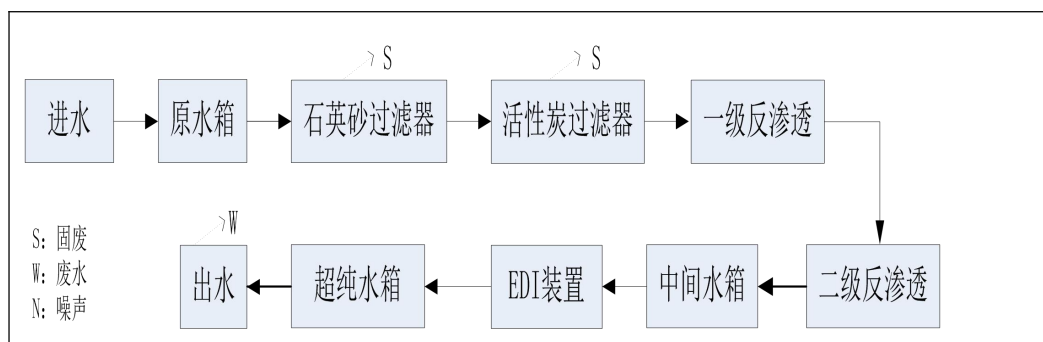 S
S
进水
原水箱
石英砂过滤器
活性炭过滤器
一级反渗透
W
S: 固废
W: 废水
N: 噪声
出水
超纯水箱
EDI装置
中间水箱
二级反渗透